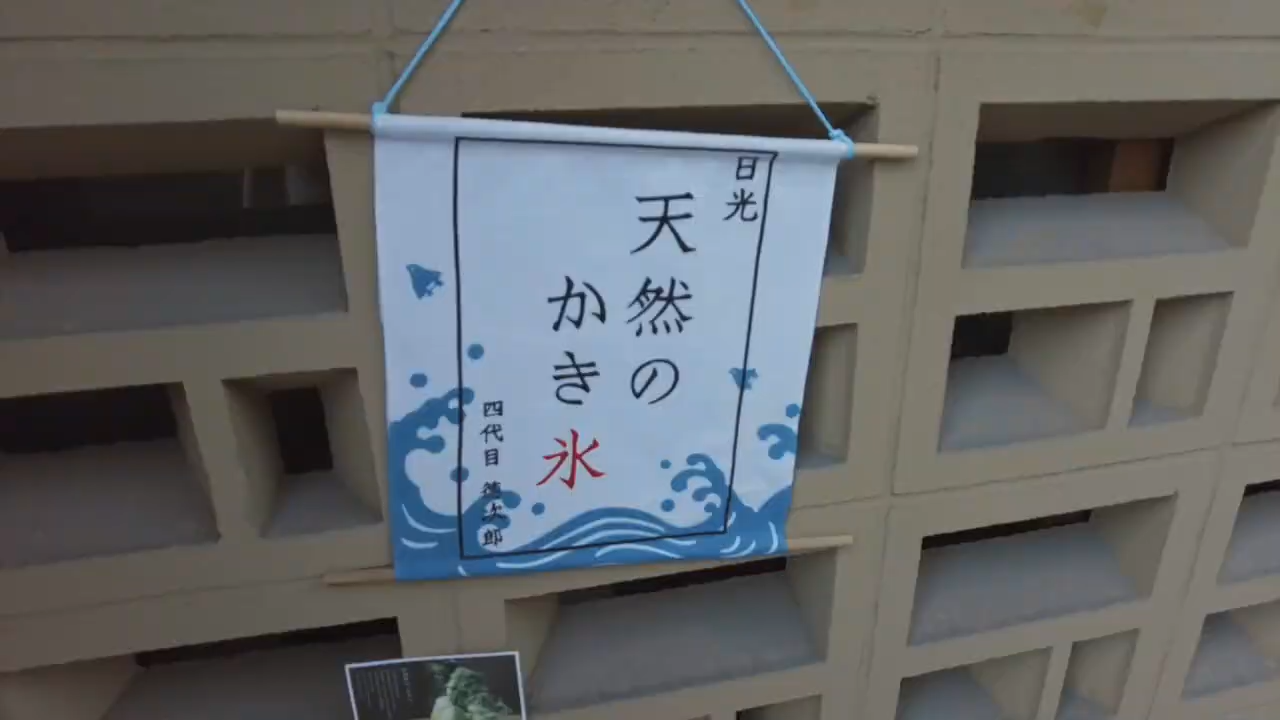 日光
天然の
かき氷
四代目 徳次郎